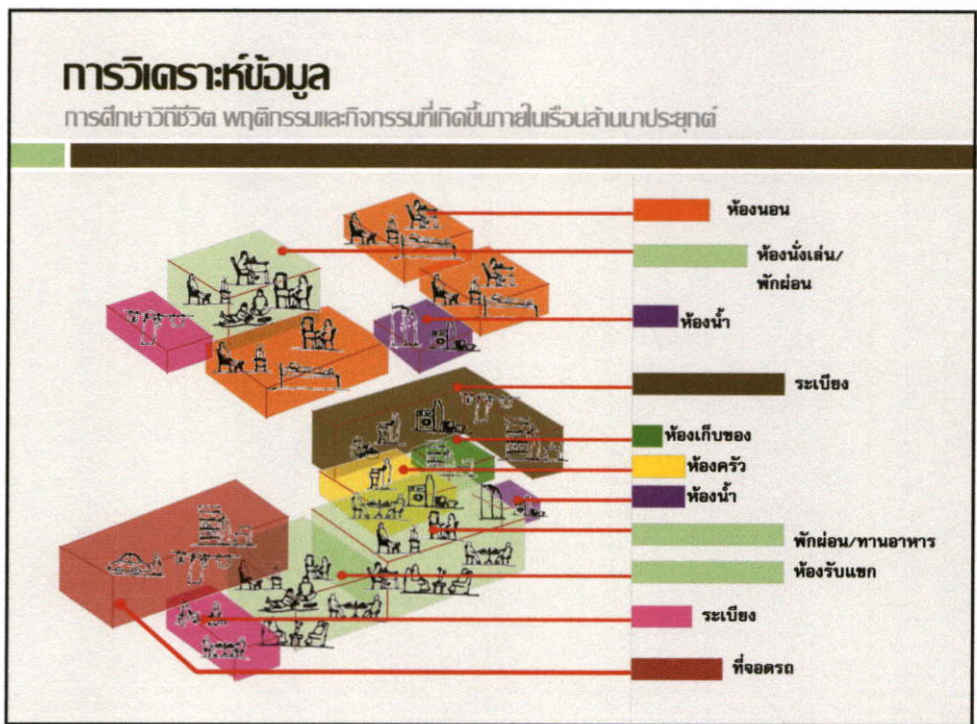 การวิเคราะห์ข้อมูล
การศึกษาวิถีชีวิต พฤติกรรมและกิจกรรมที่เกิดขึ้นภายในเรือนล้านนาประยุกต์
ห้องนอน
ห้องนั่งเล่น/
พักผ่อน
ห้องน้ำ
ระเบียง
ห้องเก็บของ
ห้องครัว
ห้องน้ำ
พักผ่อน/ทานอาหาร
ห้องรับแขก
ระเบียง
ที่จอดรถ